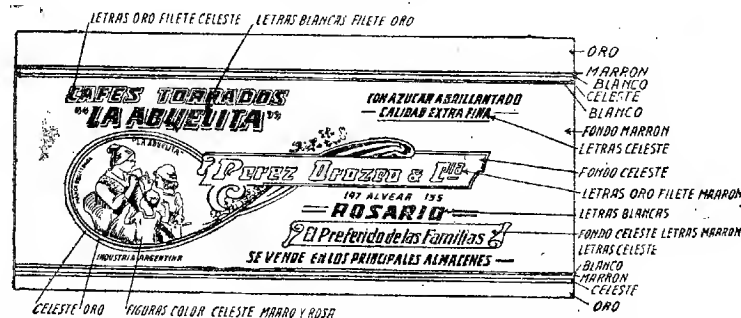 LETRAS ORO FILETE CELESTE
LETRAS BLANCAS FILETE ORO
ORO
MARRON
BLANCO
CELESTE
BLANCO
FONDO MARRON
LETRAS CELESTE
FONDO CELESTE
LETRAS ORO FILETE MARRON
LETRAS BLANCAS
FONDO CELESTE LETRAS MARRON
LETRAS CELESTE
BLANCO
MARRON
CELESTE
ORO
CAFES TORRADOS
"LA ABUELITA"
CON AZUCAR ABRILLANTADO
CALIDAD EXTRA FINA
"LA ABUELITA"
Perez Orozco & Cia
197 ALVEAR 195
ROSARIO
El Preferido de las Familias
SE VENDE EN LOS PRINCIPALES ALMACENES
INDUSTRIA ARGENTINA
CELESTE ORO
FIGURAS COLOR CELESTE MARRO Y ROSA